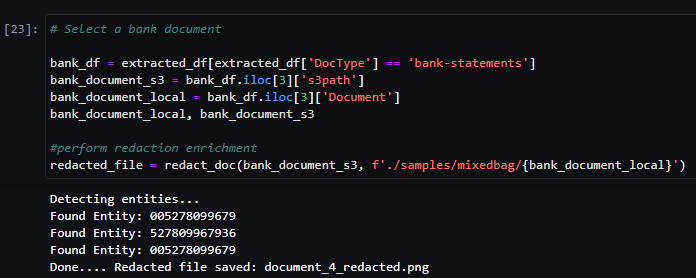 [23]: # Select a bank document
bank_df = extracted_df[extracted_df['DocType'] == 'bank-statements']
bank_document_s3 = bank_df.iloc[3]['s3path']
bank_document_local = bank_df.iloc[3]['Document']
bank_document_local, bank_document_s3
#perform redaction enrichment
redacted_file = redact_doc(bank_document_s3, f'./samples/mixedbag/{bank_document_local}')
Detecting entities...
Found Entity: 005278099679
Found Entity: 527809967936
Found Entity: 005278099679
Done.... Redacted file saved: document_4_redacted.png